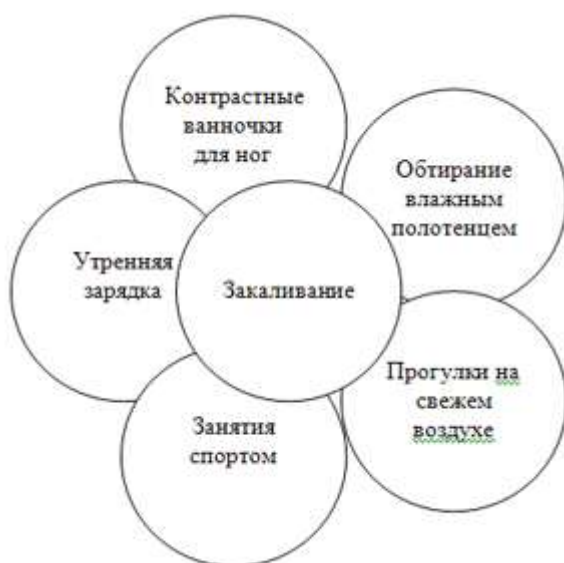 Контрастные
ванночки
для ног
Обтирание
влажным
полотенцем
Утренняя
зарядка
Закаливание
Прогулки на
свежем
воздухе
Занятия
спортом